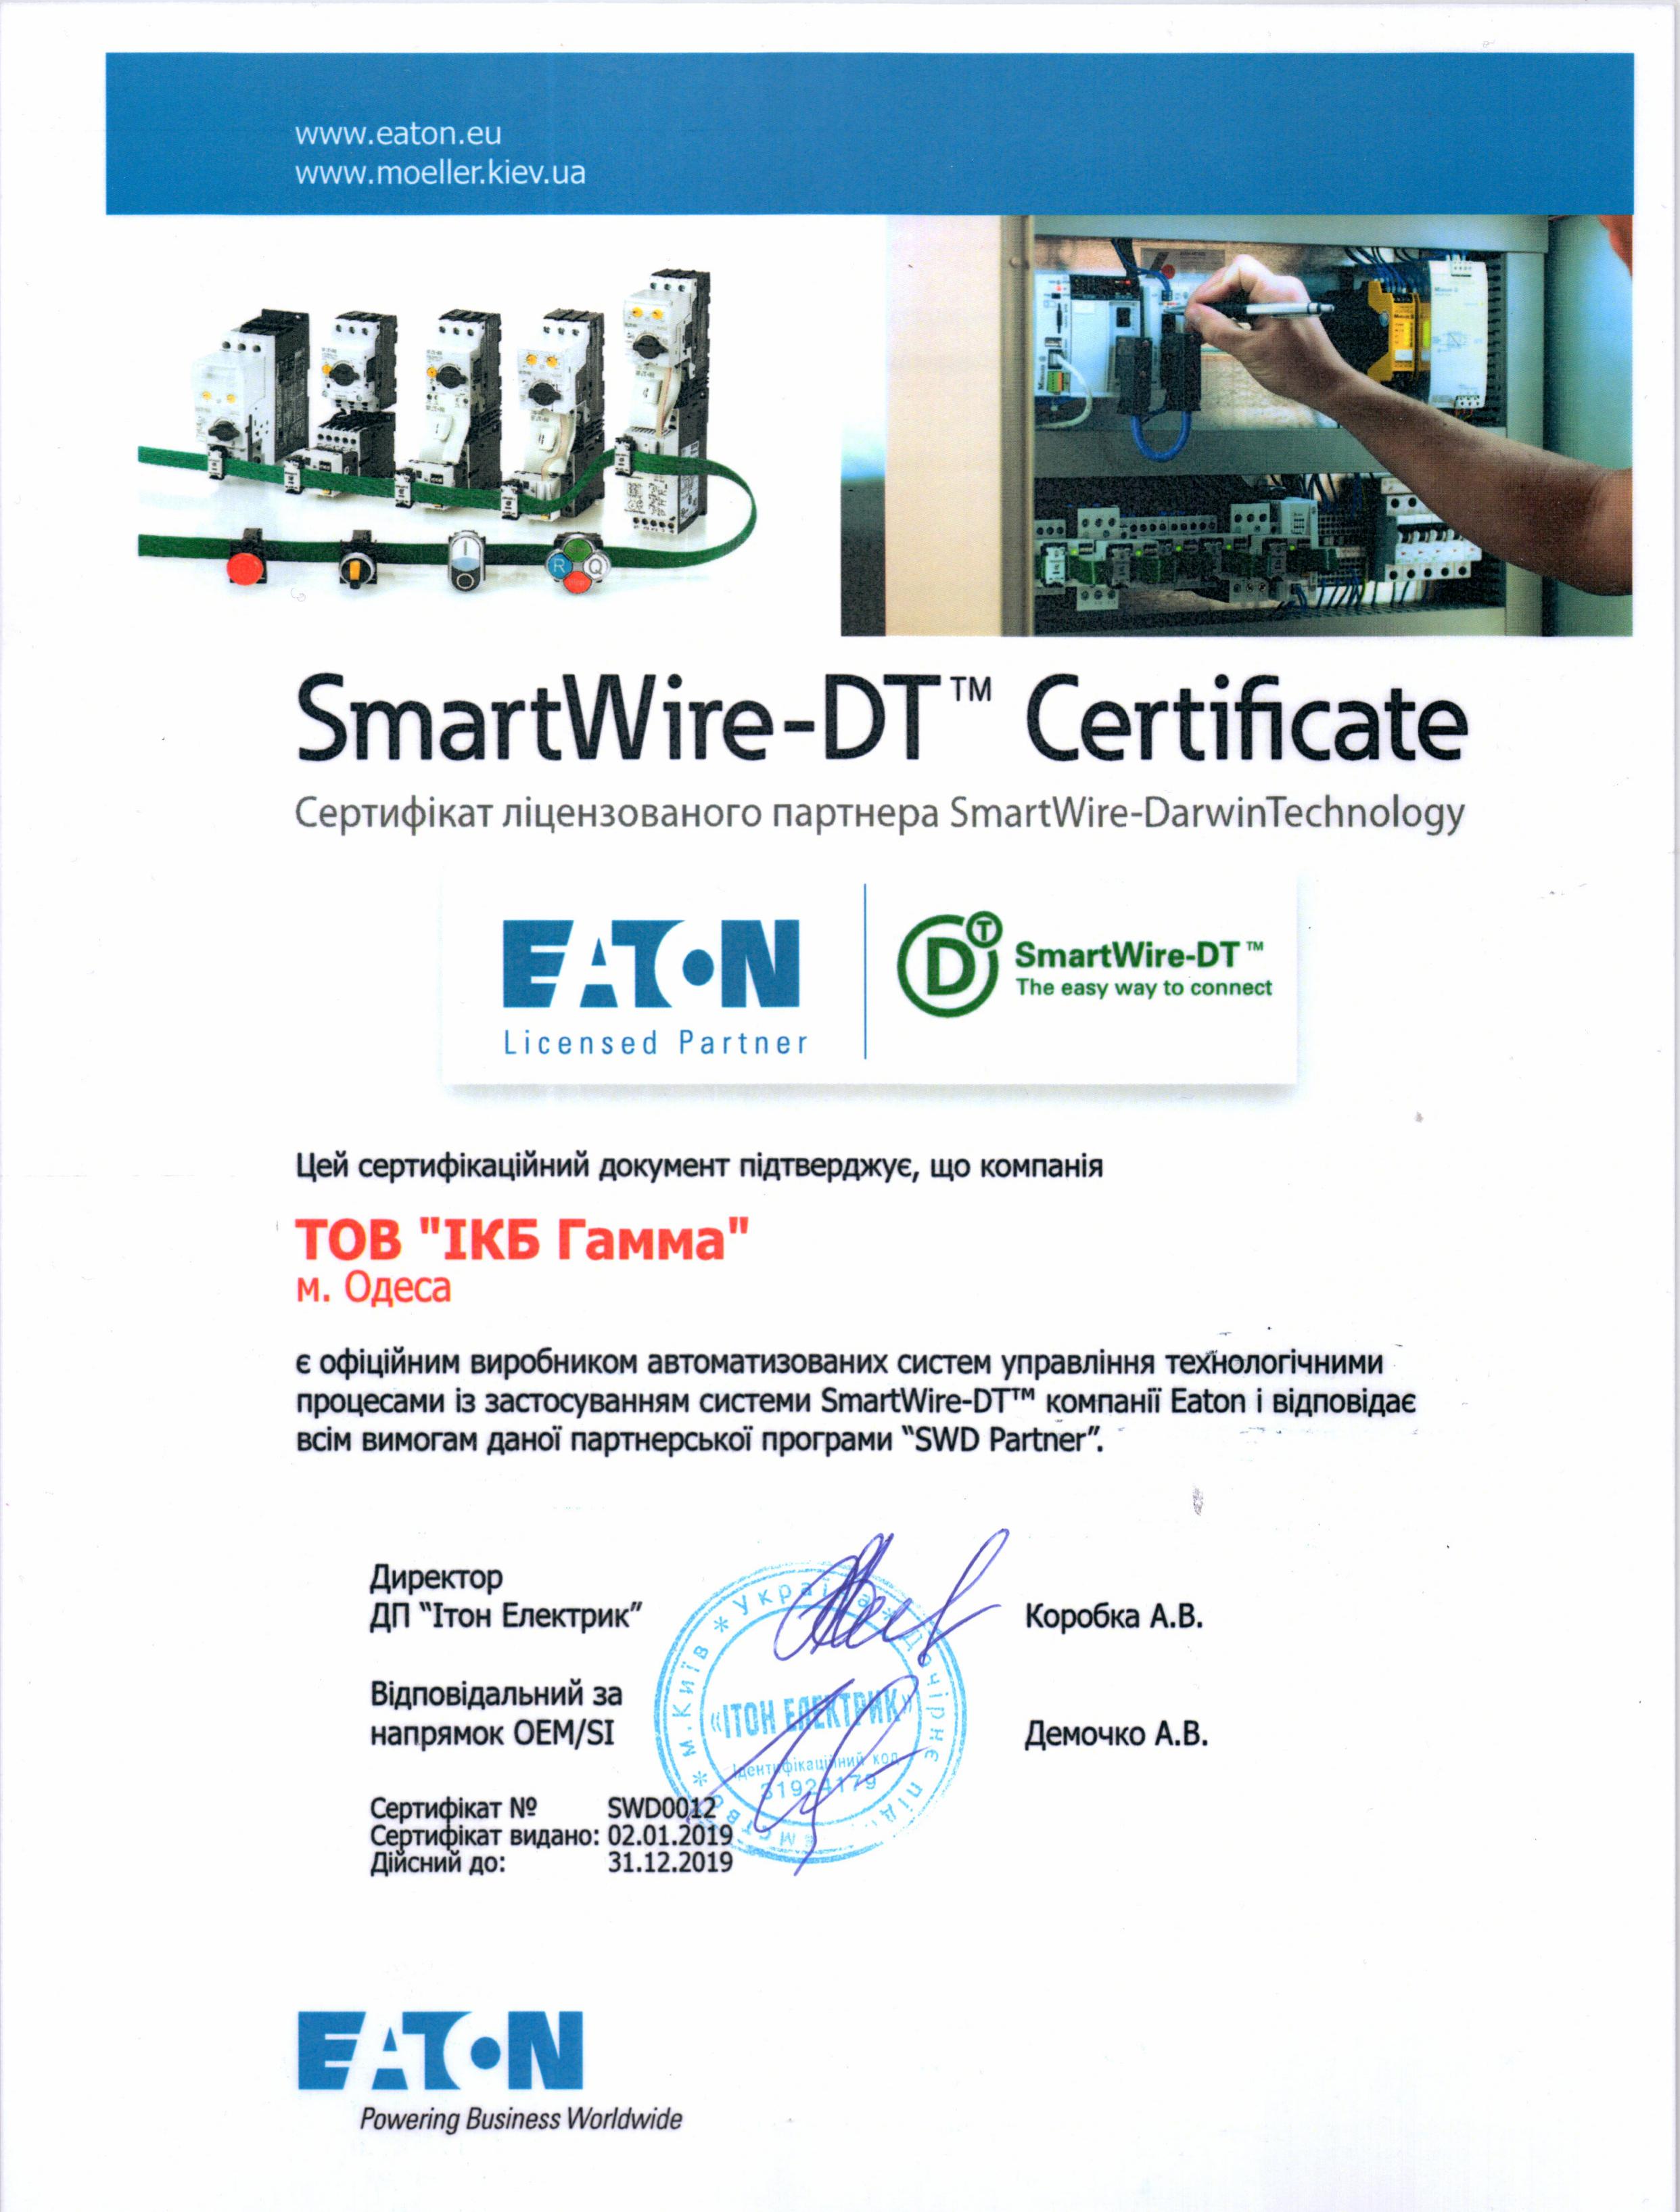 www.eaton.eu
www.moeller.kiev.ua
R
Q
SmartWire-DT™ Certificate
Сертифікат ліцензованого партнера SmartWire-DarwinTechnology
EATON
Licensed Partner
DT
SmartWire-DT™
The easy way to connect
Цей сертифікаційний документ підтверджує, що компанія
ТОВ "ІКБ Гамма"
м. Одеса
є офіційним виробником автоматизованих систем управління технологічними
процесами із застосуванням системи SmartWire-DT™ компанії Eaton і відповідає
всім вимогам даної партнерської програми “SWD Partner”.
Директор
ДП “Ітон Електрик”
Коробка А.В.
Відповідальний за
напрямок OEM/SI
Демочко А.В.
* м.Київ * Україна * Дочірнє
«ІТОН ЕЛЕКТРИК»
Ідентифікаційний код
31924179
Сертифікат № SWD0012
Сертифікат видано: 02.01.2019
Дійсний до: 31.12.2019
EATON
Powering Business Worldwide